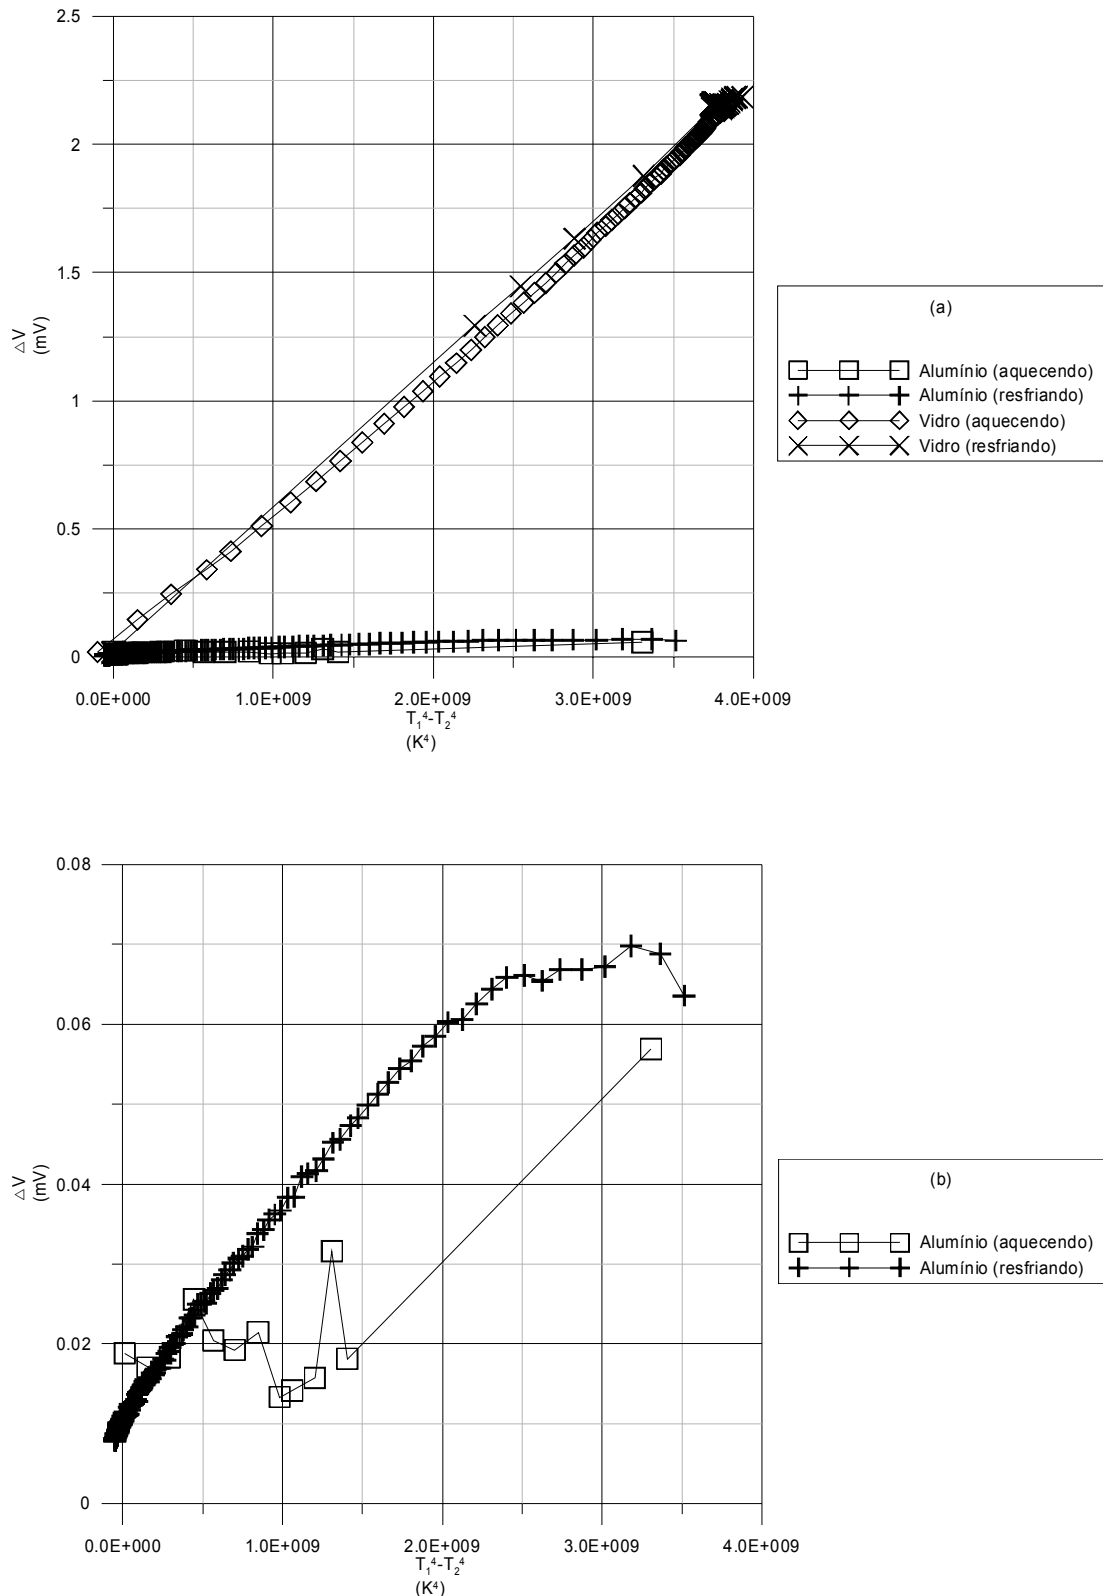 2.5
2
1.5
1
0.5
0
△V
(mV)
0.0E+000 1.0E+009 2.0E+009 3.0E+009 4.0E+009
T₁⁴-T₂⁴
(K⁴)
(a)
Alumínio (aquecendo)
Alumínio (resfriando)
Vidro (aquecendo)
Vidro (resfriando)
0.08
0.06
0.04
0.02
0
△V
(mV)
0.0E+000 1.0E+009 2.0E+009 3.0E+009 4.0E+009
T₁⁴-T₂⁴
(K⁴)
(b)
Alumínio (aquecendo)
Alumínio (resfriando)